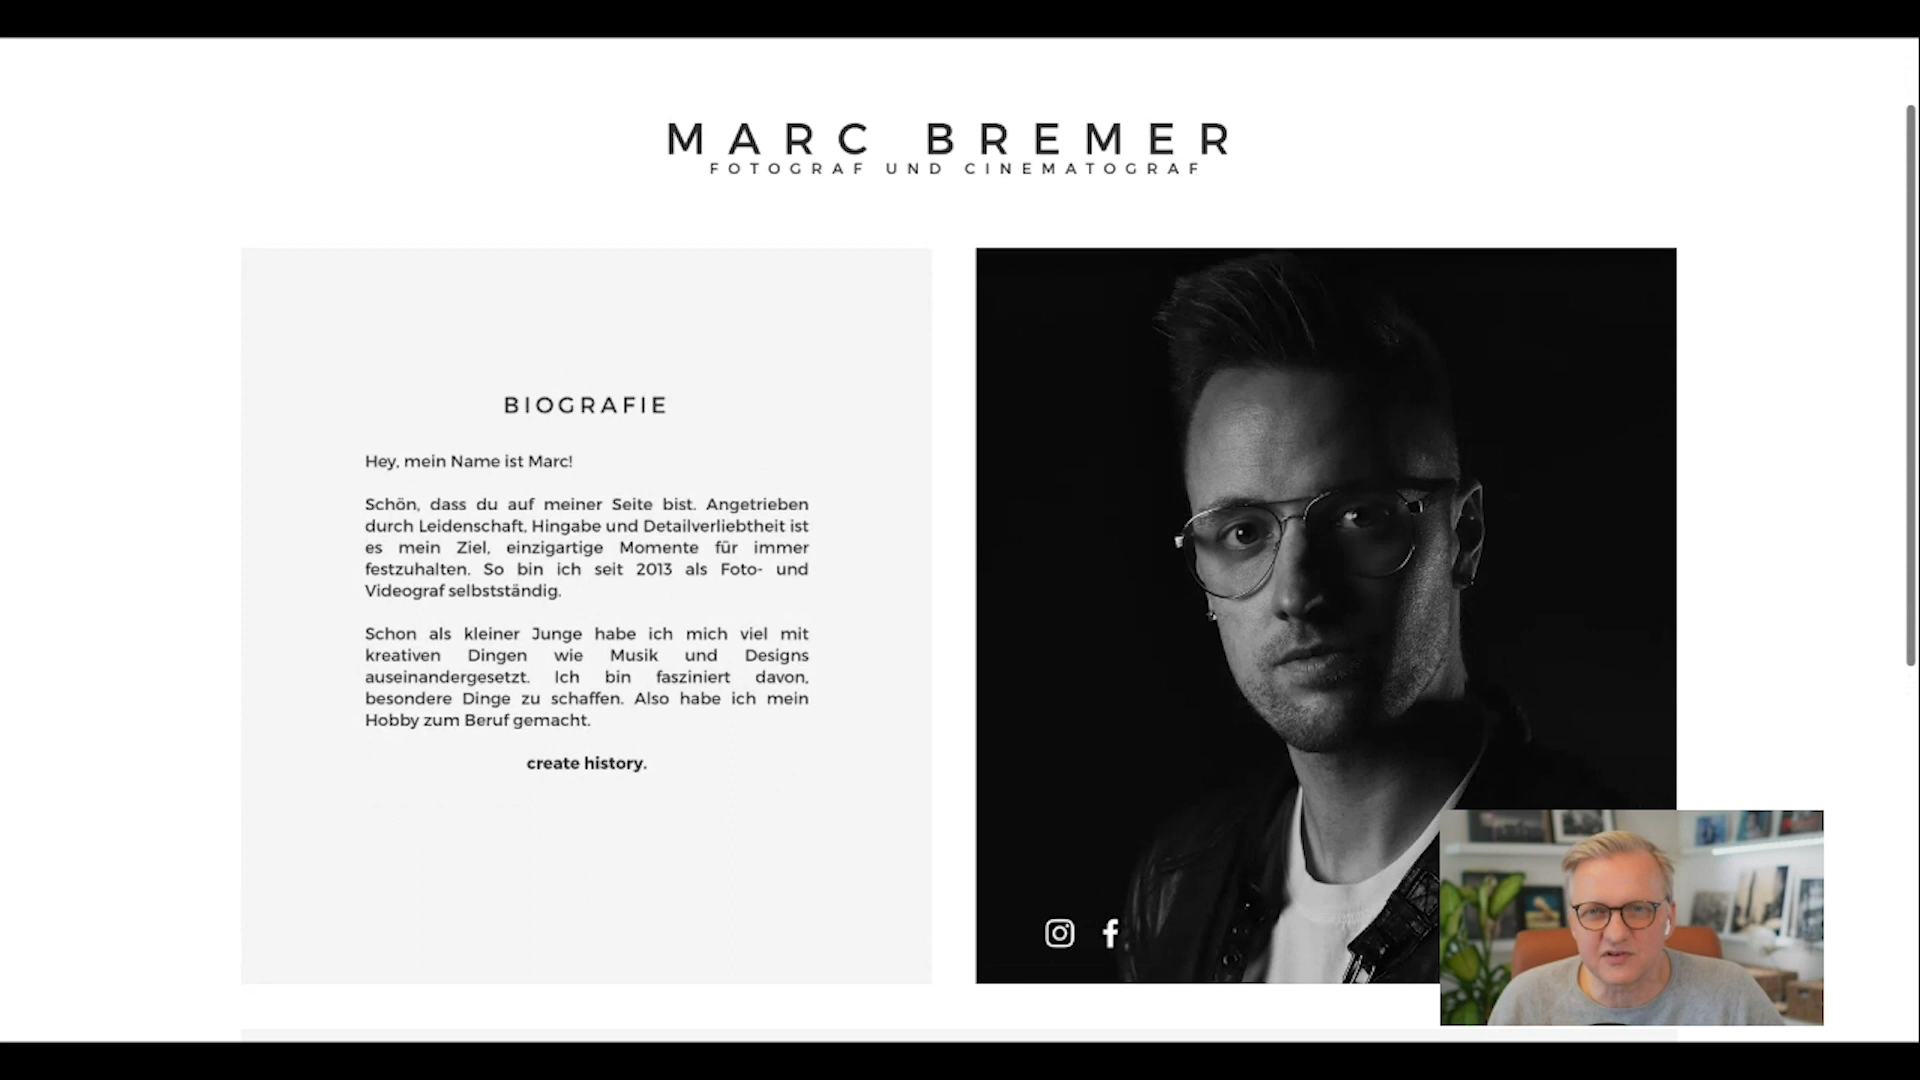 MARC BREMER
FOTOGRAF UND CINEMATOGRAF
BIOGRAFIE
Hey, mein Name ist Marc!
Schön, dass du auf meiner Seite bist. Angetrieben
durch Leidenschaft, Hingabe und Detailverliebtheit ist
es mein Ziel, einzigartige Momente für immer
festzuhalten. So bin ich seit 2013 als Foto- und
Videograf selbstständig.
Schon als kleiner Junge habe ich mich viel mit
kreativen Dingen wie Musik und Designs
auseinandergesetzt. Ich bin fasziniert davon,
besondere Dinge zu schaffen. Also habe ich mein
Hobby zum Beruf gemacht.
create history.